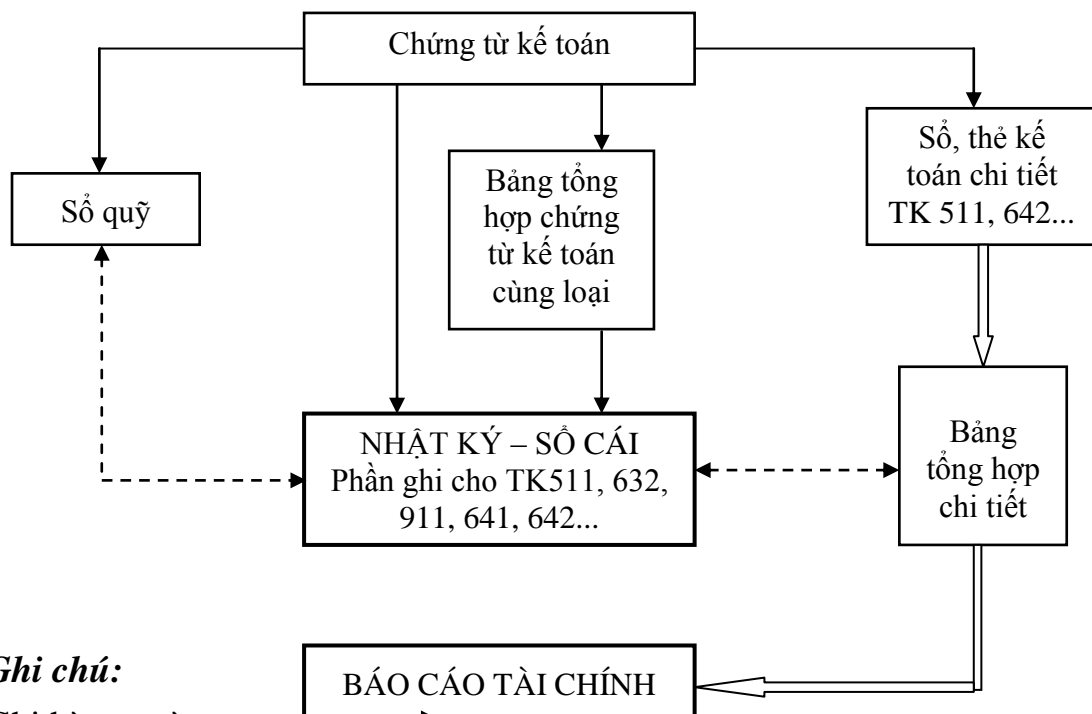 Chứng từ kế toán
Sổ quỹ
Bảng tổng
hợp chứng
từ kế toán
cùng loại
Sổ, thẻ kế
toán chi tiết
TK 511, 642...
NHẬT KÝ – SỔ CÁI
Phần ghi cho TK511, 632,
911, 641, 642...
Bảng
tổng hợp
chi tiết
Ghi chú:
BÁO CÁO TÀI CHÍNH